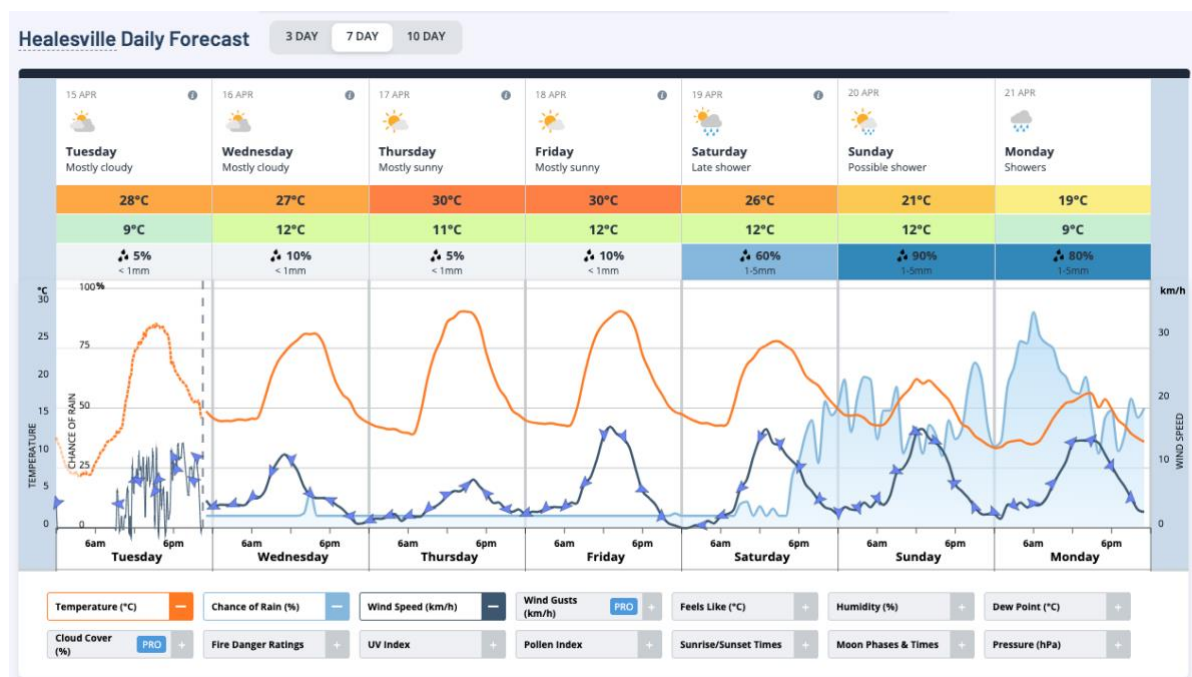 Healesville Daily Forecast
3 DAY 7 DAY 10 DAY
15 APR 16 APR 17 APR 18 APR 19 APR 20 APR 21 APR
Tuesday Wednesday Thursday Friday Saturday Sunday Monday
Mostly cloudy Mostly cloudy Mostly sunny Mostly sunny Late shower Possible shower Showers
28°C 27°C 30°C 30°C 26°C 21°C 19°C
9°C 12°C 11°C 12°C 12°C 12°C 9°C
5% 10% 5% 10% 60% 90% 80%
< 1mm < 1mm < 1mm < 1mm 1-5mm 1-5mm 1-5mm
°C 100% km/h
30
30
25 75
20
20
15 50
10 10
25
5
0 0 0
TEMPERATURE
CHANCE OF RAIN
WIND SPEED
6am 6pm 6am 6pm 6am 6pm 6am 6pm 6am 6pm 6am 6pm 6am 6pm
Tuesday Wednesday Thursday Friday Saturday Sunday Monday
Temperature (°C) − Chance of Rain (%) − Wind Speed (km/h) − Wind Gusts (km/h) PRO + Feels Like (°C) + Humidity (%) + Dew Point (°C) +
Cloud Cover (%) PRO + Fire Danger Ratings + UV Index + Pollen Index + Sunrise/Sunset Times + Moon Phases & Times + Pressure (hPa) +